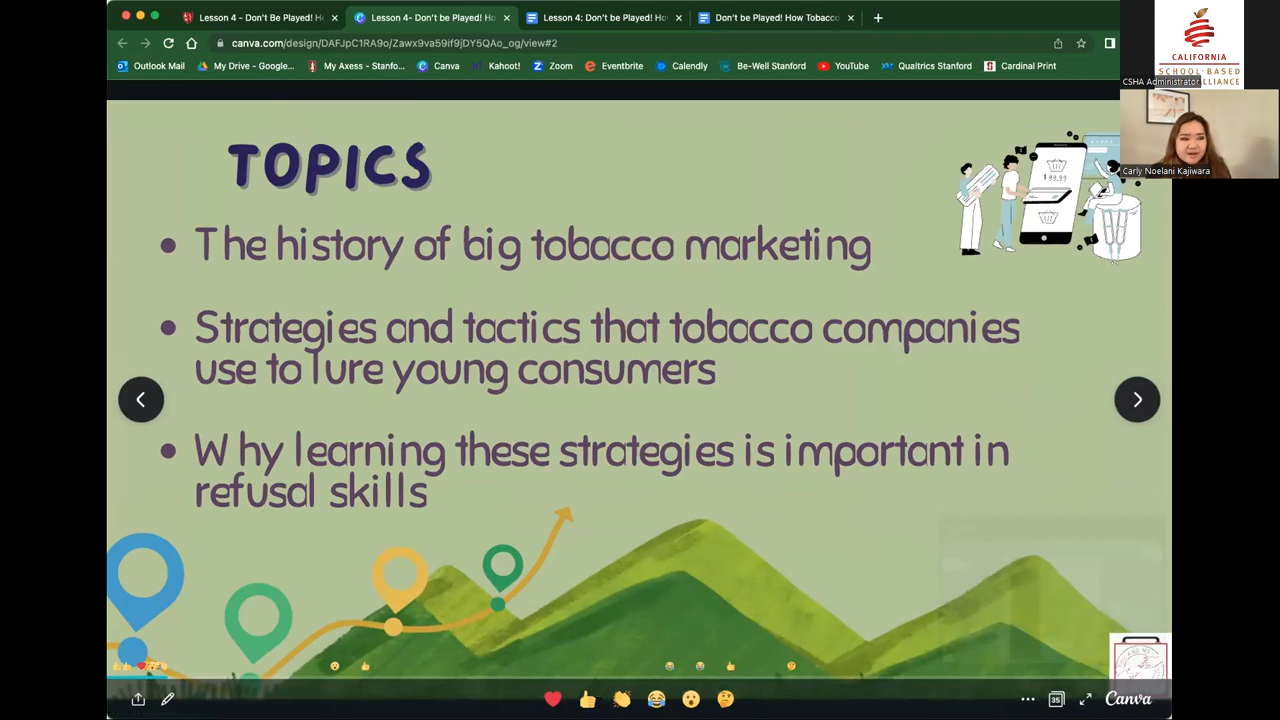 Lesson 4 - Don't Be Played! H
Lesson 4- Don't be Played! Ho
Lesson 4: Don't be Played! Ho
Don't be Played! How Tobacco
canva.com/design/DAFJpC1RA9o/Zawx9va59if9jDY5QAo_og/view#2
Outlook Mail
My Drive - Google...
My Axess - Stanfo...
Canva
Kahoot!
Zoom
Eventbrite
Calendly
Be-Well Stanford
YouTube
Qualtrics Stanford
Cardinal Print
CALIFORNIA
SCHOOL-BASED
LLIANCE
CSHA Administrator
Carly Noelani Kajiwara
TOPICS
• The history of big tobacco marketing
• Strategies and tactics that tobacco companies
use to lure young consumers
• Why learning these strategies is important in
refusal skills
35
Canva